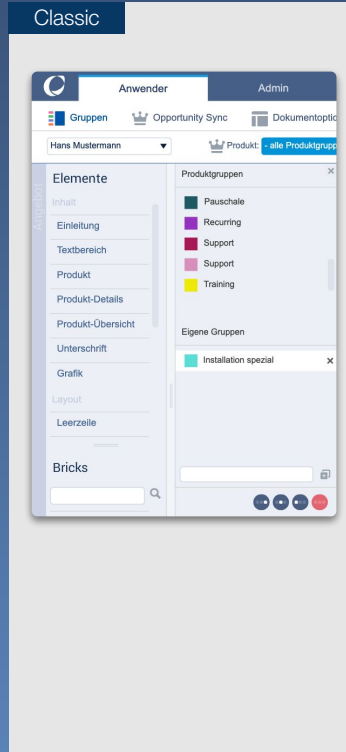 Classic
Anwender
Admin
Gruppen
Opportunity Sync
Dokumentoptio
Hans Mustermann
Produkt:
- alle Produktgrupp
Angebot
Elemente
Inhalt
Einleitung
Textbereich
Produkt
Produkt-Details
Produkt-Übersicht
Unterschrift
Grafik
Layout
Leerzeile
Bricks
Produktgruppen
Pauschale
Recurring
Support
Support
Training
Eigene Gruppen
Installation spezial